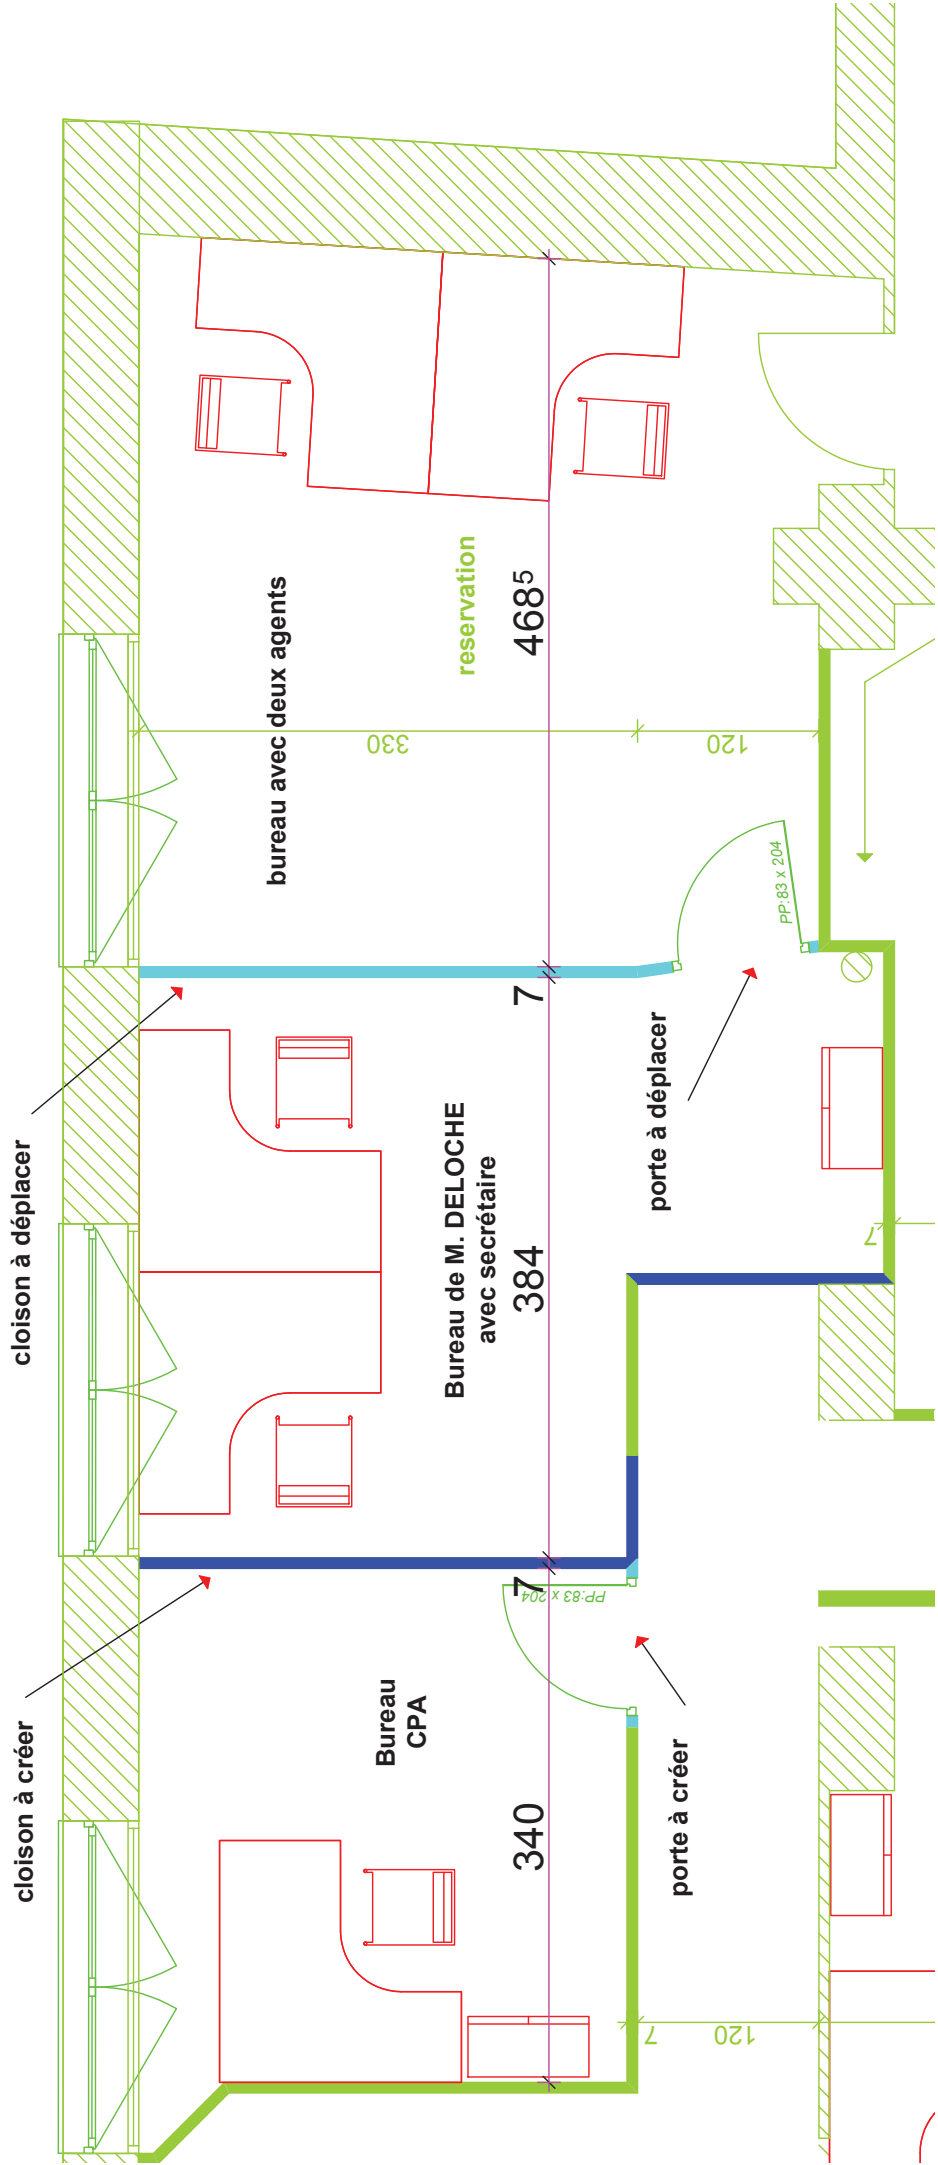 cloison à créer
cloison à déplacer
Bureau
CPA
340
7
PP:83 x 204
porte à créer
7
120
Bureau de M. DELOCHE
avec secrétaire
384
7
porte à déplacer
7
bureau avec deux agents
reservation
468⁵
330
120
PP:83 x 204